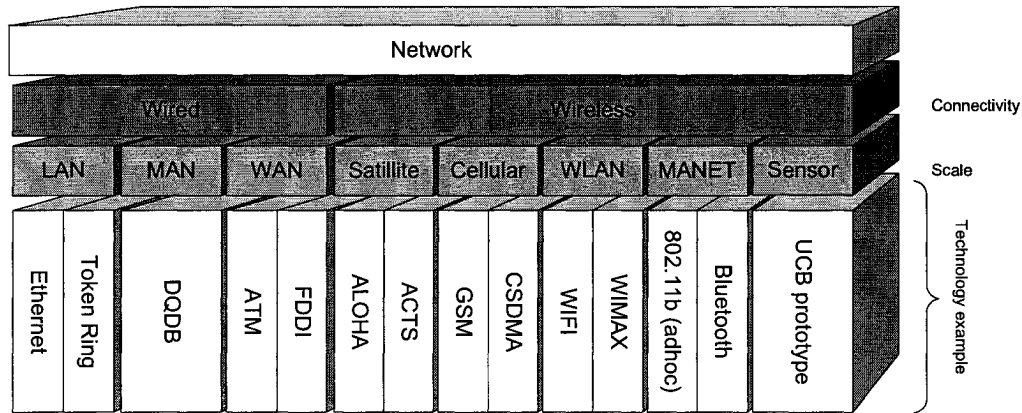 Network
Wired
Wireless
Connectivity
LAN
MAN
WAN
Satillite
Cellular
WLAN
MANET
Sensor
Scale
Ethernet
Token Ring
DQDB
ATM
FDDI
ALOHA
ACTS
GSM
CSDMA
WIFI
WIMAX
802.11b (adhoc)
Bluetooth
UCB prototype
Technology example